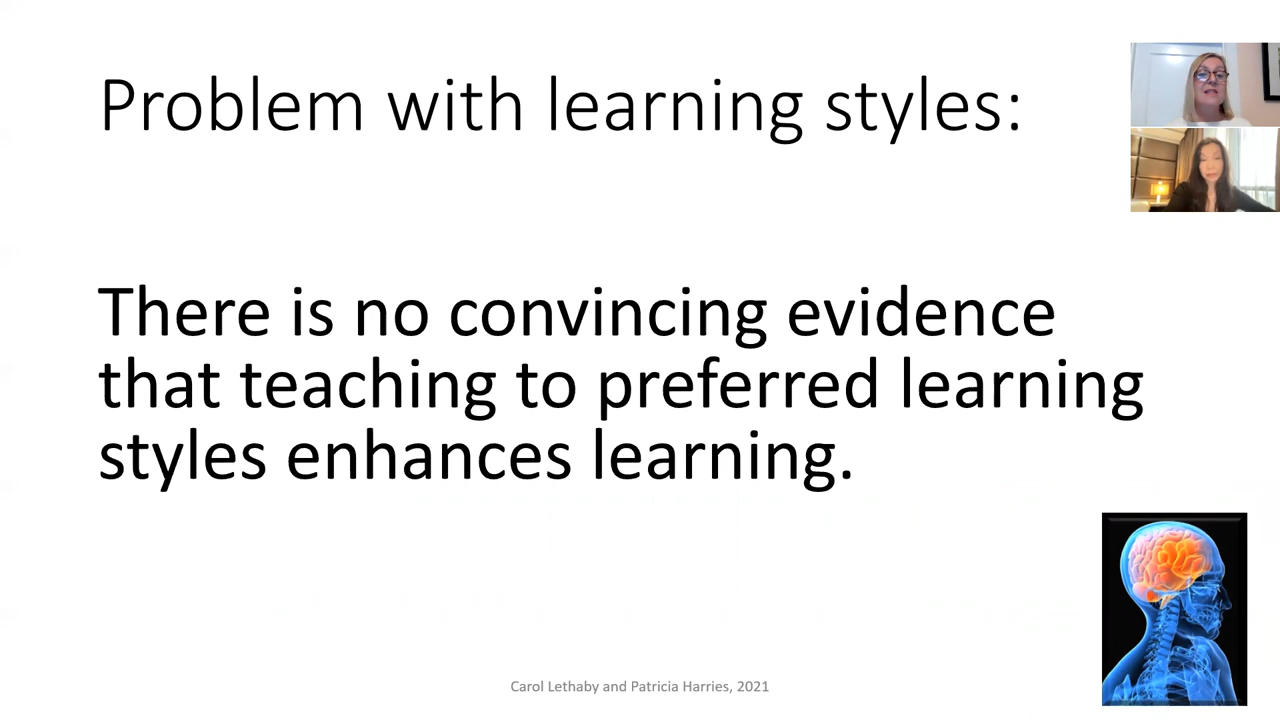 Problem with learning styles:
There is no convincing evidence
that teaching to preferred learning
styles enhances learning.
Carol Lethaby and Patricia Harries, 2021